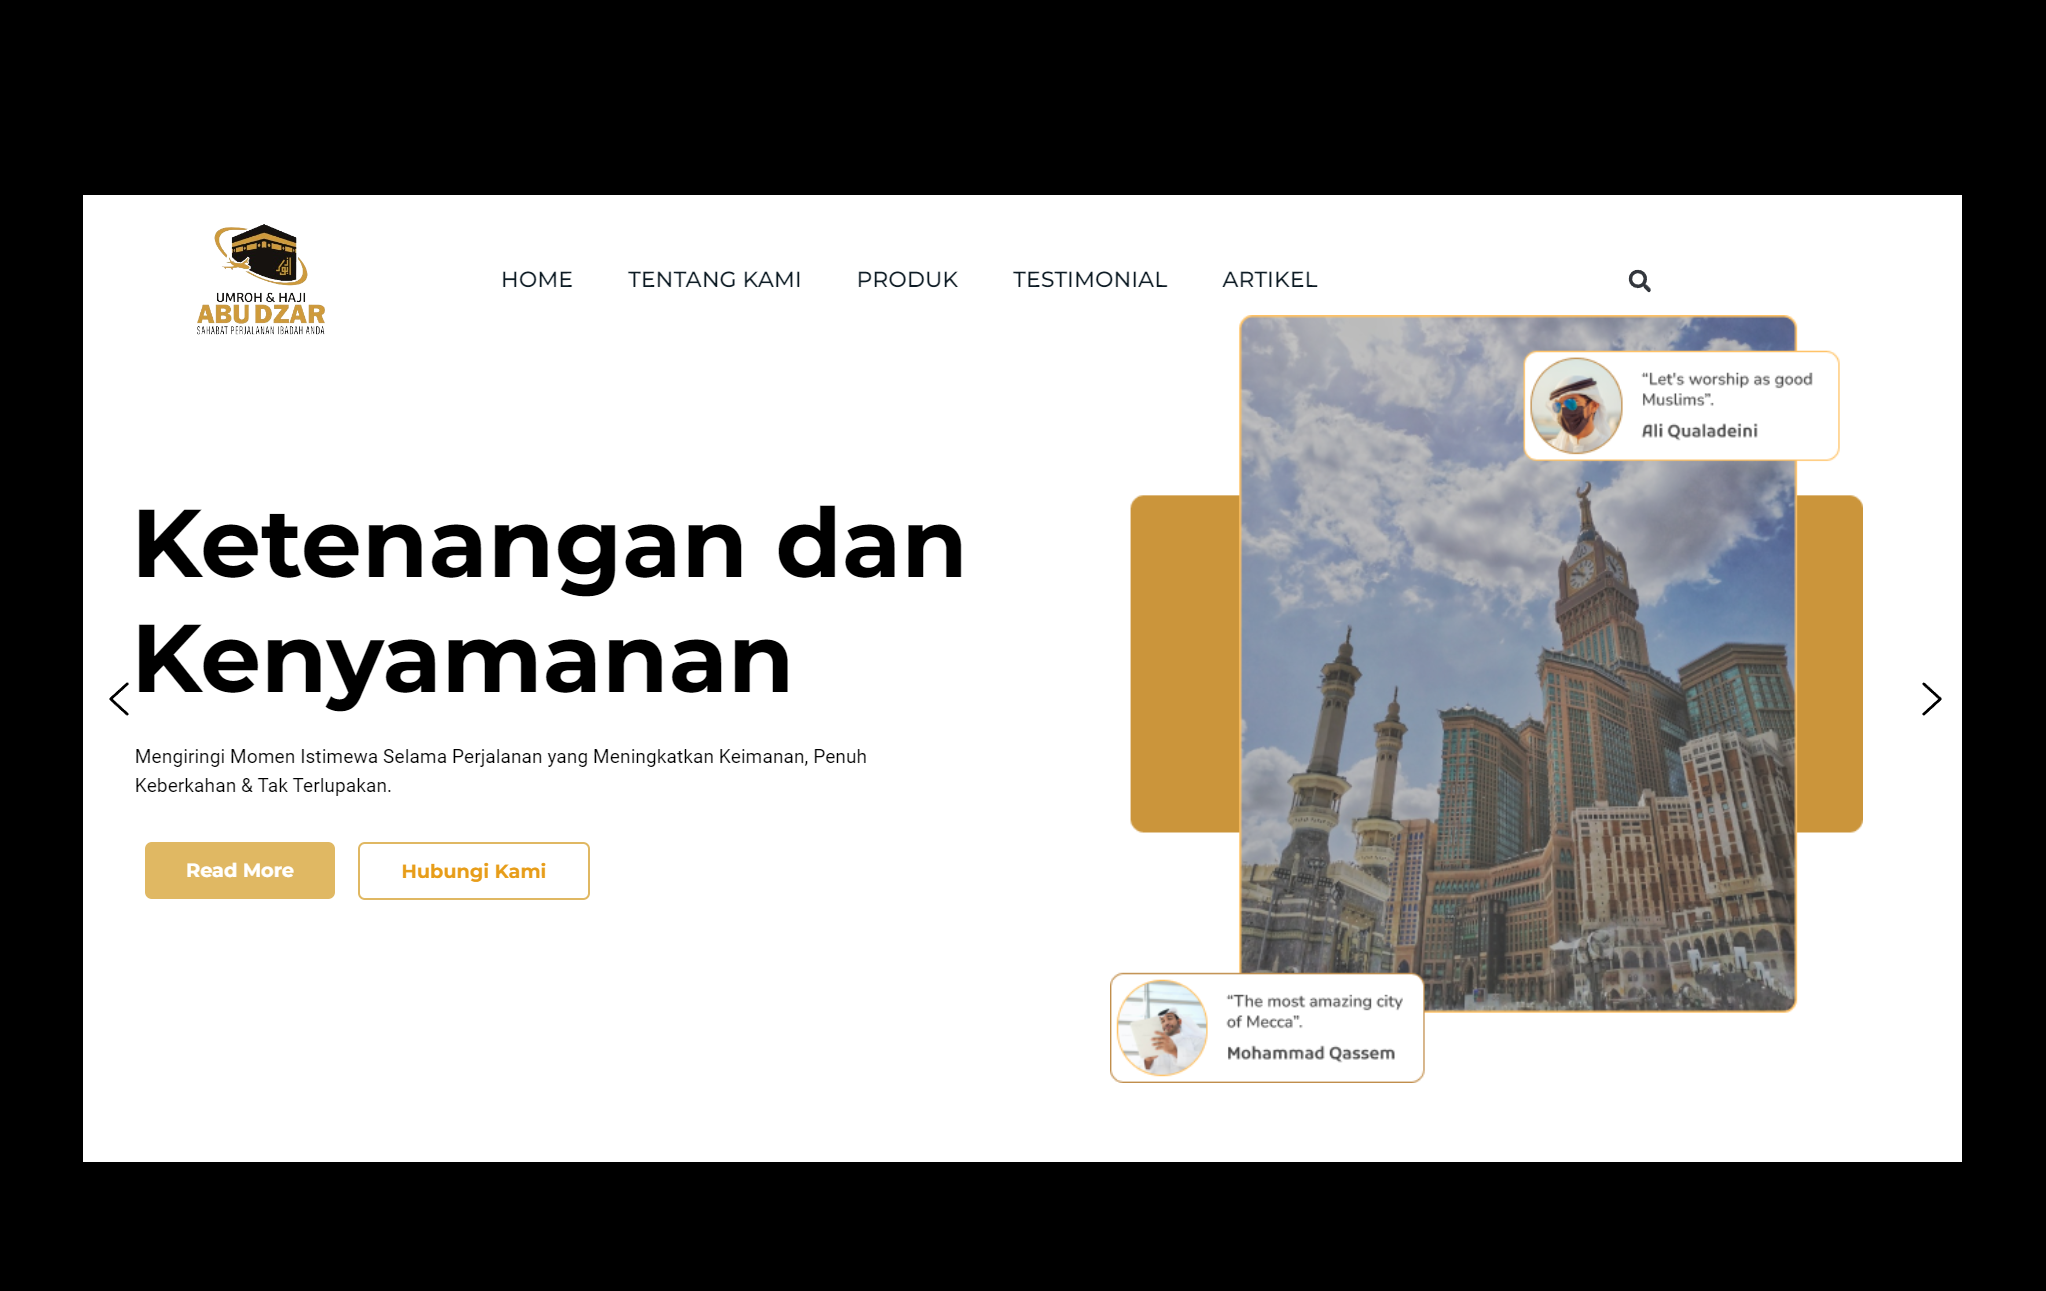 UMROH & HAJI
ABU DZAR
SAHABAT PERJALANAN IBADAH ANDA
HOME TENTANG KAMI PRODUK TESTIMONIAL ARTIKEL
“Let's worship as good
Muslims”.
Ali Qualadeini
Ketenangan dan
Kenyamanan
Mengiringi Momen Istimewa Selama Perjalanan yang Meningkatkan Keimanan, Penuh
Keberkahan & Tak Terlupakan.
Read More
Hubungi Kami
“The most amazing city
of Mecca”.
Mohammad Qassem